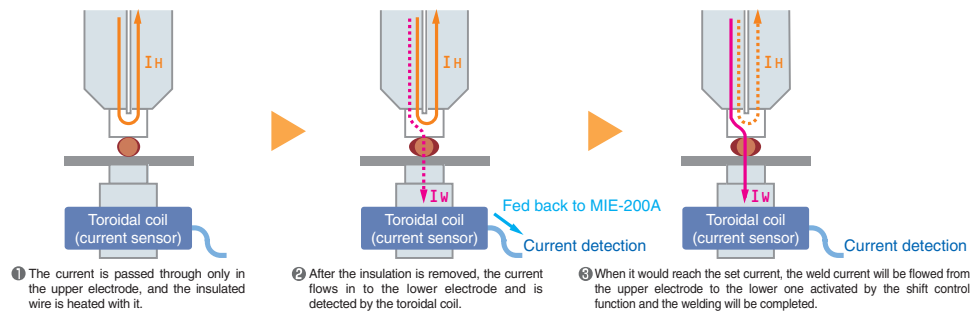 IH
Toroidal coil
(current sensor)
① The current is passed through only in
the upper electrode, and the insulated
wire is heated with it.
IH
IW
Toroidal coil
(current sensor)
Fed back to MIE-200A
Current detection
② After the insulation is removed, the current
flows in to the lower electrode and is
detected by the toroidal coil.
IH
IW
Toroidal coil
(current sensor)
Current detection
③ When it would reach the set current, the weld current will be flowed from
the upper electrode to the lower one activated by the shift control
function and the welding will be completed.